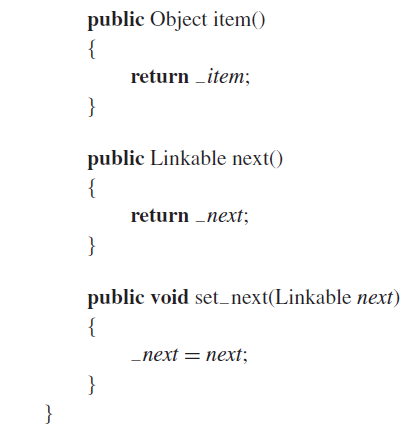 public Object item()
{
return _item;
}
public Linkable next()
{
return _next;
}
public void set_next(Linkable next)
{
_next = next;
}
}